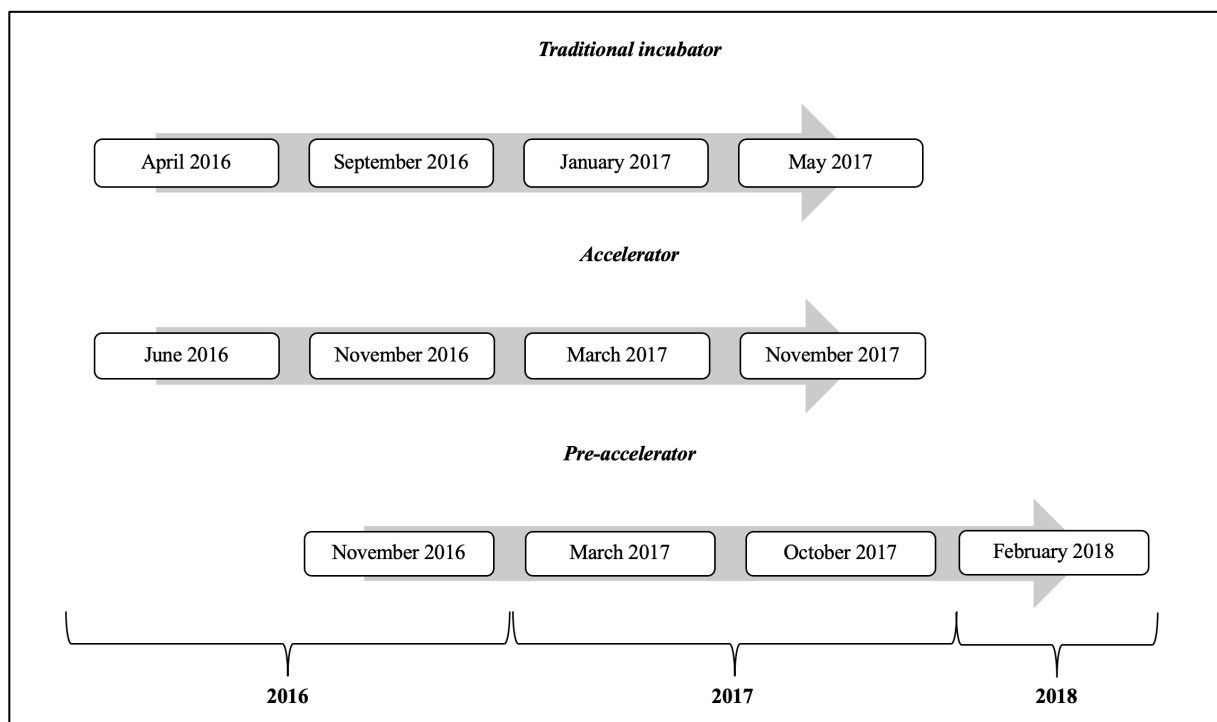 Traditional incubator
April 2016 September 2016 January 2017 May 2017
Accelerator
June 2016 November 2016 March 2017 November 2017
Pre-accelerator
November 2016 March 2017 October 2017 February 2018
2016 2017 2018